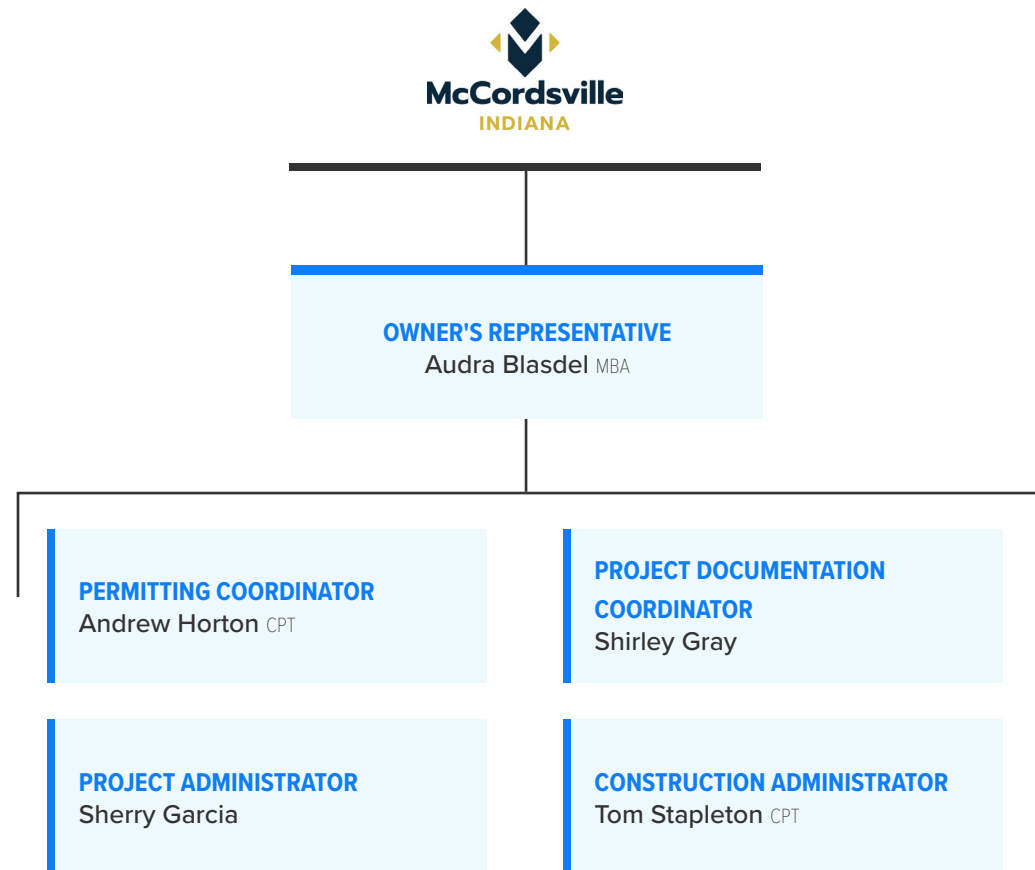 McCordsville
INDIANA
OWNER'S REPRESENTATIVE
Audra Blasdel MBA
PERMITTING COORDINATOR
Andrew Horton CPT
PROJECT DOCUMENTATION
COORDINATOR
Shirley Gray
PROJECT ADMINISTRATOR
Sherry Garcia
CONSTRUCTION ADMINISTRATOR
Tom Stapleton CPT